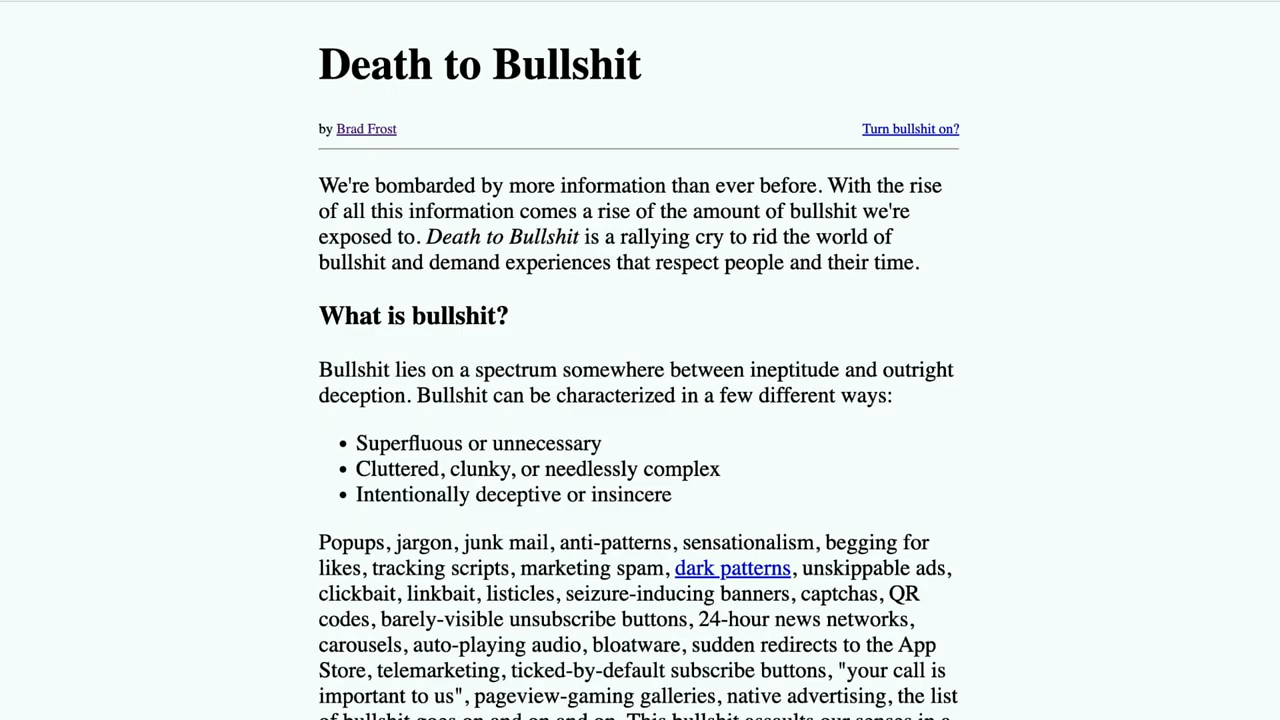 Death to Bullshit
by Brad Frost
Turn bullshit on?
We're bombarded by more information than ever before. With the rise
of all this information comes a rise of the amount of bullshit we're
exposed to. Death to Bullshit is a rallying cry to rid the world of
bullshit and demand experiences that respect people and their time.
What is bullshit?
Bullshit lies on a spectrum somewhere between ineptitude and outright
deception. Bullshit can be characterized in a few different ways:
• Superfluous or unnecessary
• Cluttered, clunky, or needlessly complex
• Intentionally deceptive or insincere
Popups, jargon, junk mail, anti-patterns, sensationalism, begging for
likes, tracking scripts, marketing spam, dark patterns, unskippable ads,
clickbait, linkbait, listicles, seizure-inducing banners, captchas, QR
codes, barely-visible unsubscribe buttons, 24-hour news networks,
carousels, auto-playing audio, bloatware, sudden redirects to the App
Store, telemarketing, ticked-by-default subscribe buttons, "your call is
important to us", pageview-gaming galleries, native advertising, the list
of bullshit goes on and on and on. This bullshit assaults our senses in a